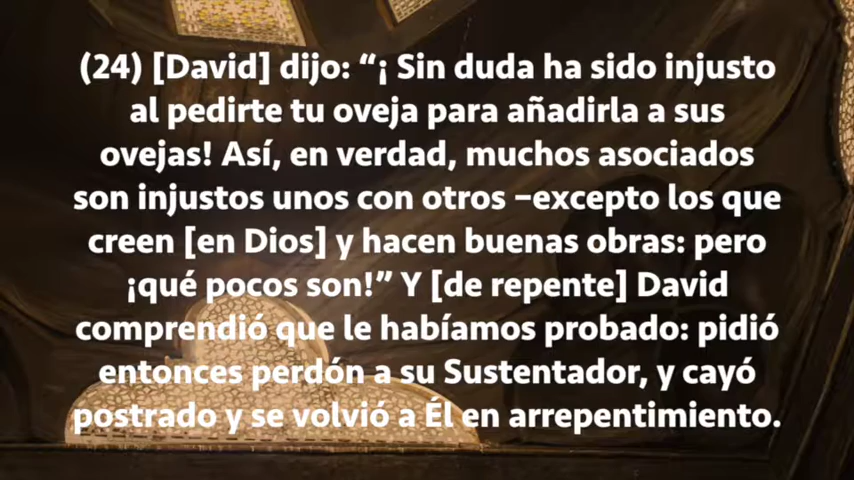 (24) [David] dijo: “¡ Sin duda ha sido injusto
al pedirte tu oveja para añadirla a sus
ovejas! Así, en verdad, muchos asociados
son injustos unos con otros –excepto los que
creen [en Dios] y hacen buenas obras: pero
¡qué pocos son!” Y [de repente] David
comprendió que le habíamos probado: pidió
entonces perdón a su Sustentador, y cayó
postrado y se volvió a Él en arrepentimiento.